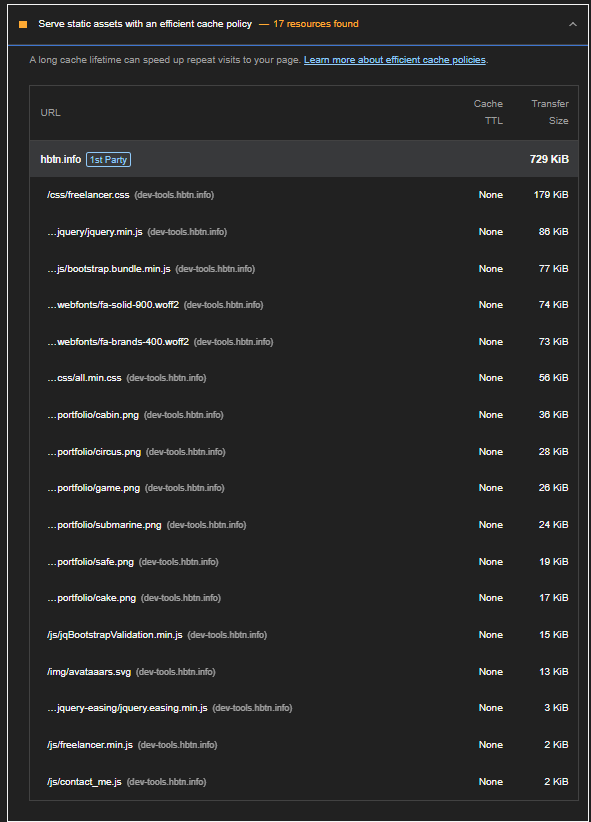 Serve static assets with an efficient cache policy — 17 resources found
A long cache lifetime can speed up repeat visits to your page. Learn more about efficient cache policies.
URL Cache TTL Transfer Size
hbtn.info 1st Party 729 KiB
/css/freelancer.css (dev-tools.hbtn.info) None 179 KiB
…jquery/jquery.min.js (dev-tools.hbtn.info) None 86 KiB
…js/bootstrap.bundle.min.js (dev-tools.hbtn.info) None 77 KiB
…webfonts/fa-solid-900.woff2 (dev-tools.hbtn.info) None 74 KiB
…webfonts/fa-brands-400.woff2 (dev-tools.hbtn.info) None 73 KiB
…css/all.min.css (dev-tools.hbtn.info) None 56 KiB
…portfolio/cabin.png (dev-tools.hbtn.info) None 36 KiB
…portfolio/circus.png (dev-tools.hbtn.info) None 28 KiB
…portfolio/game.png (dev-tools.hbtn.info) None 26 KiB
…portfolio/submarine.png (dev-tools.hbtn.info) None 24 KiB
…portfolio/safe.png (dev-tools.hbtn.info) None 19 KiB
…portfolio/cake.png (dev-tools.hbtn.info) None 17 KiB
/js/jqBootstrapValidation.min.js (dev-tools.hbtn.info) None 15 KiB
/img/avataaars.svg (dev-tools.hbtn.info) None 13 KiB
…jquery-easing/jquery.easing.min.js (dev-tools.hbtn.info) None 3 KiB
/js/freelancer.min.js (dev-tools.hbtn.info) None 2 KiB
/js/contact_me.js (dev-tools.hbtn.info) None 2 KiB